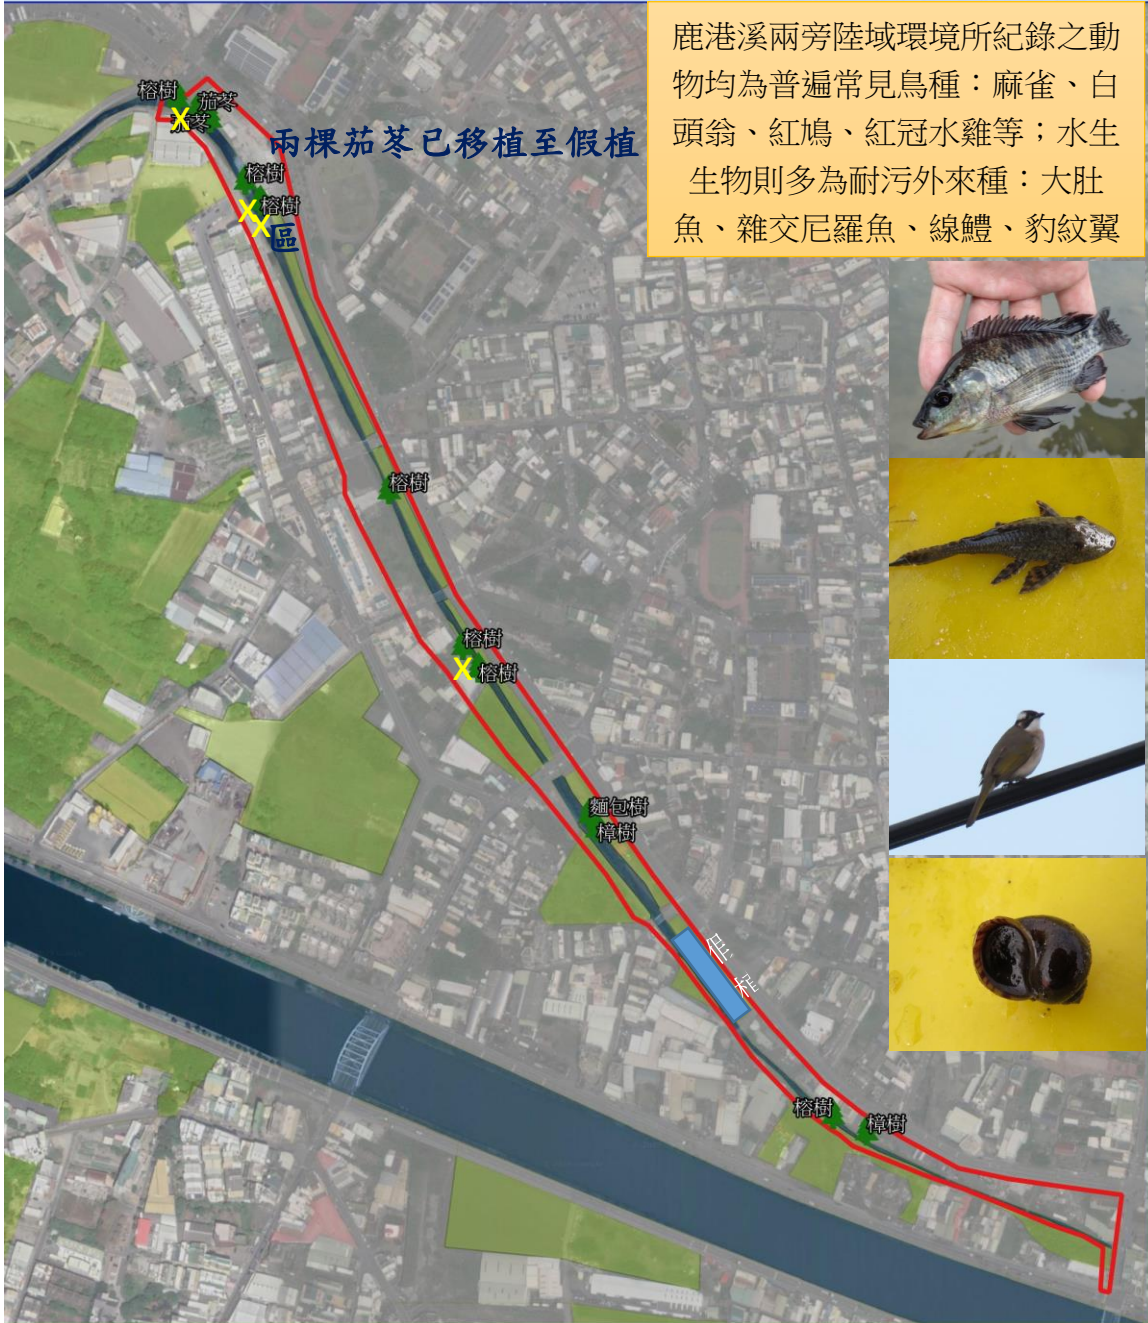 鹿港溪兩旁陸域環境所紀錄之動
物均為普遍常見鳥種：麻雀、白
頭翁、紅鳩、紅冠水雞等；水生
生物則多為耐污外來種：大肚
魚、雜交尼羅魚、線鱧、豹紋翼
榕樹
茄苳
X
茄苳
兩棵茄苳已移植至假植
區
榕樹
X
榕樹
X
榕樹
榕樹
X
榕樹
麵包樹
樟樹
榕樹
樟樹